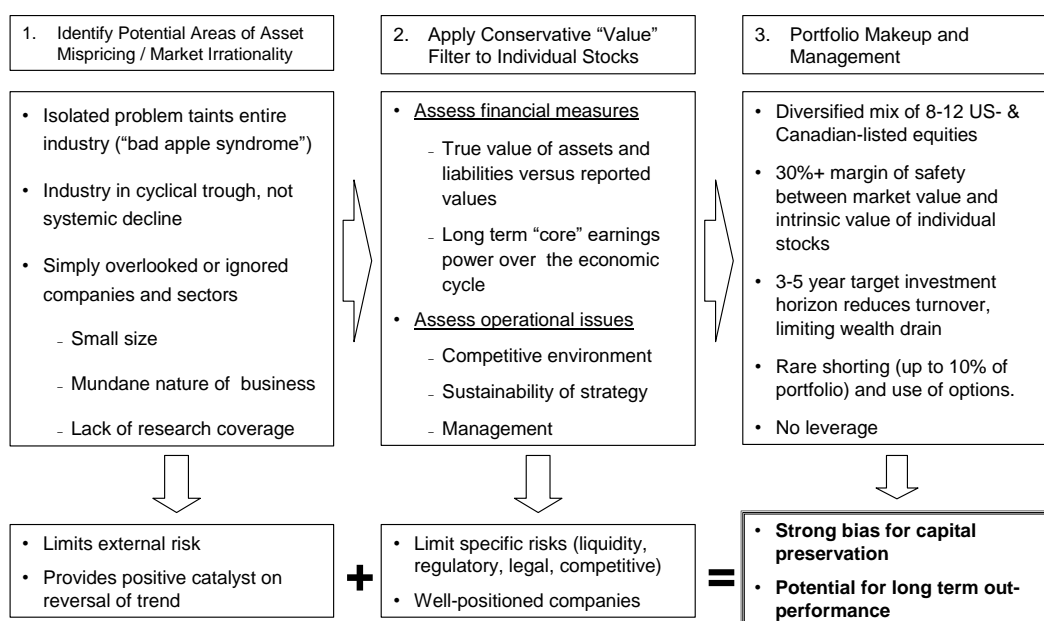 1. Identify Potential Areas of Asset
Mispricing / Market Irrationality
2. Apply Conservative “Value”
Filter to Individual Stocks
3. Portfolio Makeup and
Management
• Isolated problem taints entire
industry (“bad apple syndrome”)
• Industry in cyclical trough, not
systemic decline
• Simply overlooked or ignored
companies and sectors
– Small size
– Mundane nature of business
– Lack of research coverage
• Assess financial measures
– True value of assets and
liabilities versus reported
values
– Long term “core” earnings
power over the economic
cycle
• Assess operational issues
– Competitive environment
– Sustainability of strategy
– Management
• Diversified mix of 8-12 US- &
Canadian-listed equities
• 30%+ margin of safety
between market value and
intrinsic value of individual
stocks
• 3-5 year target investment
horizon reduces turnover,
limiting wealth drain
• Rare shorting (up to 10% of
portfolio) and use of options.
• No leverage
• Limits external risk
• Provides positive catalyst on
reversal of trend
+
• Limit specific risks (liquidity,
regulatory, legal, competitive)
• Well-positioned companies
=
• Strong bias for capital
preservation
• Potential for long term out-
performance